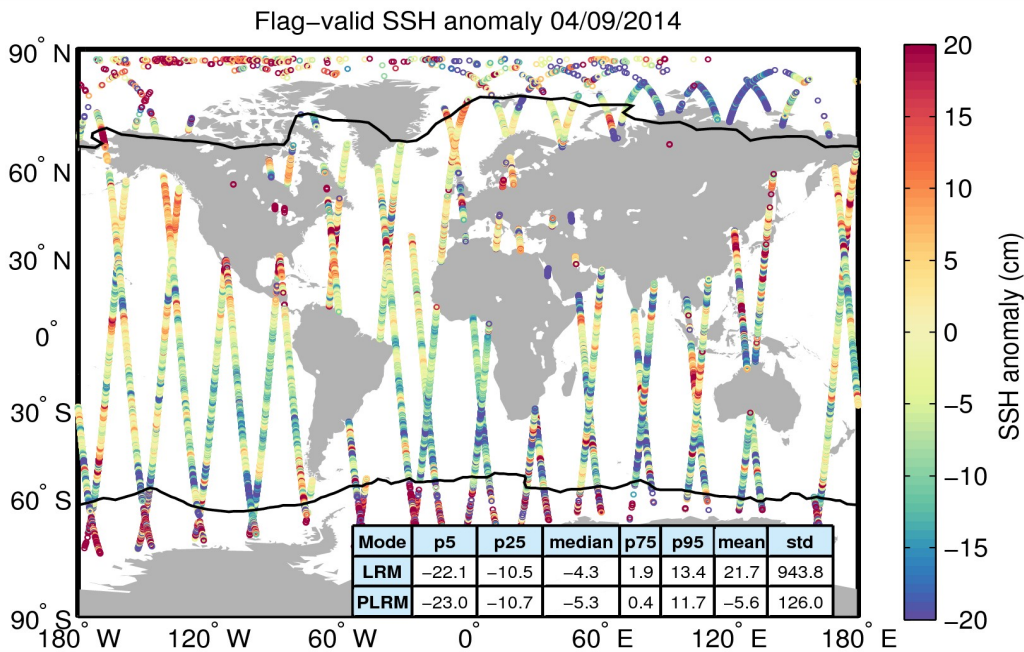 Flag−valid SSH anomaly 04/09/2014
90° N
60° N
30° N
0°
30° S
60° S
90° S
180° W
120° W
60° W
0°
60° E
120° E
180° E
20
15
10
5
0
−5
−10
−15
−20
SSH anomaly (cm)
Mode p5 p25 median p75 p95 mean std
LRM −22.1 −10.5 −4.3 1.9 13.4 21.7 943.8
PLRM −23.0 −10.7 −5.3 0.4 11.7 −5.6 126.0